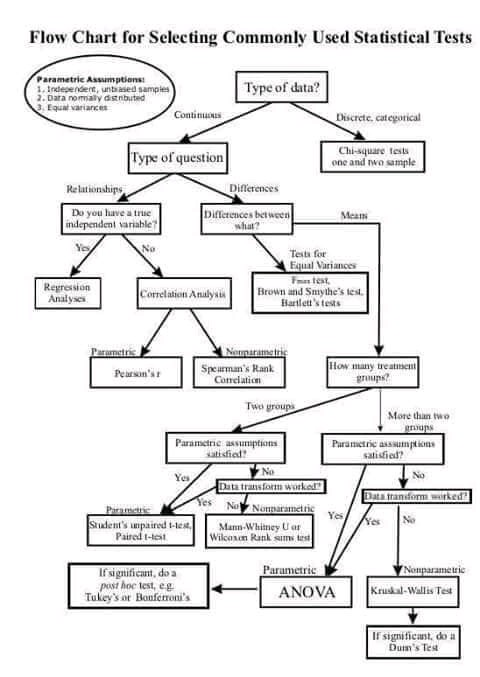 Flow Chart for Selecting Commonly Used Statistical Tests
Parametric Assumptions:
1. Independent, unbiased samples
2. Data normally distributed
3. Equal variances
Type of data?
Continuous
Discrete, categorical
Type of question
Chi-square tests
one and two sample
Relationships
Differences
Do you have a true
independent variable?
Differences between
what?
Means
Yes
No
Tests for
Equal Variances
Regression
Analyses
Correlation Analysis
Fmax test,
Brown and Smythe's test,
Bartlett's tests
Parametric
Nonparametric
Pearson's r
Spearman's Rank
Correlation
How many treatment
groups?
Two groups
More than two
groups
Parametric assumptions
satisfied?
Parametric asssumptions
satisfied?
Yes
No
No
Data transform worked?
Data transform worked?
Parametric
Yes
No
Nonparametric
Yes
Yes
No
Student's unpaired t-test,
Paired t-test
Mann-Whitney U or
Wilcoxon Rank sums test
If significant, do a
post hoc test, e.g.
Tukey's or Bonferroni's
Parametric
ANOVA
Nonparametric
Kruskal-Wallis Test
If significant, do a
Dunn's Test